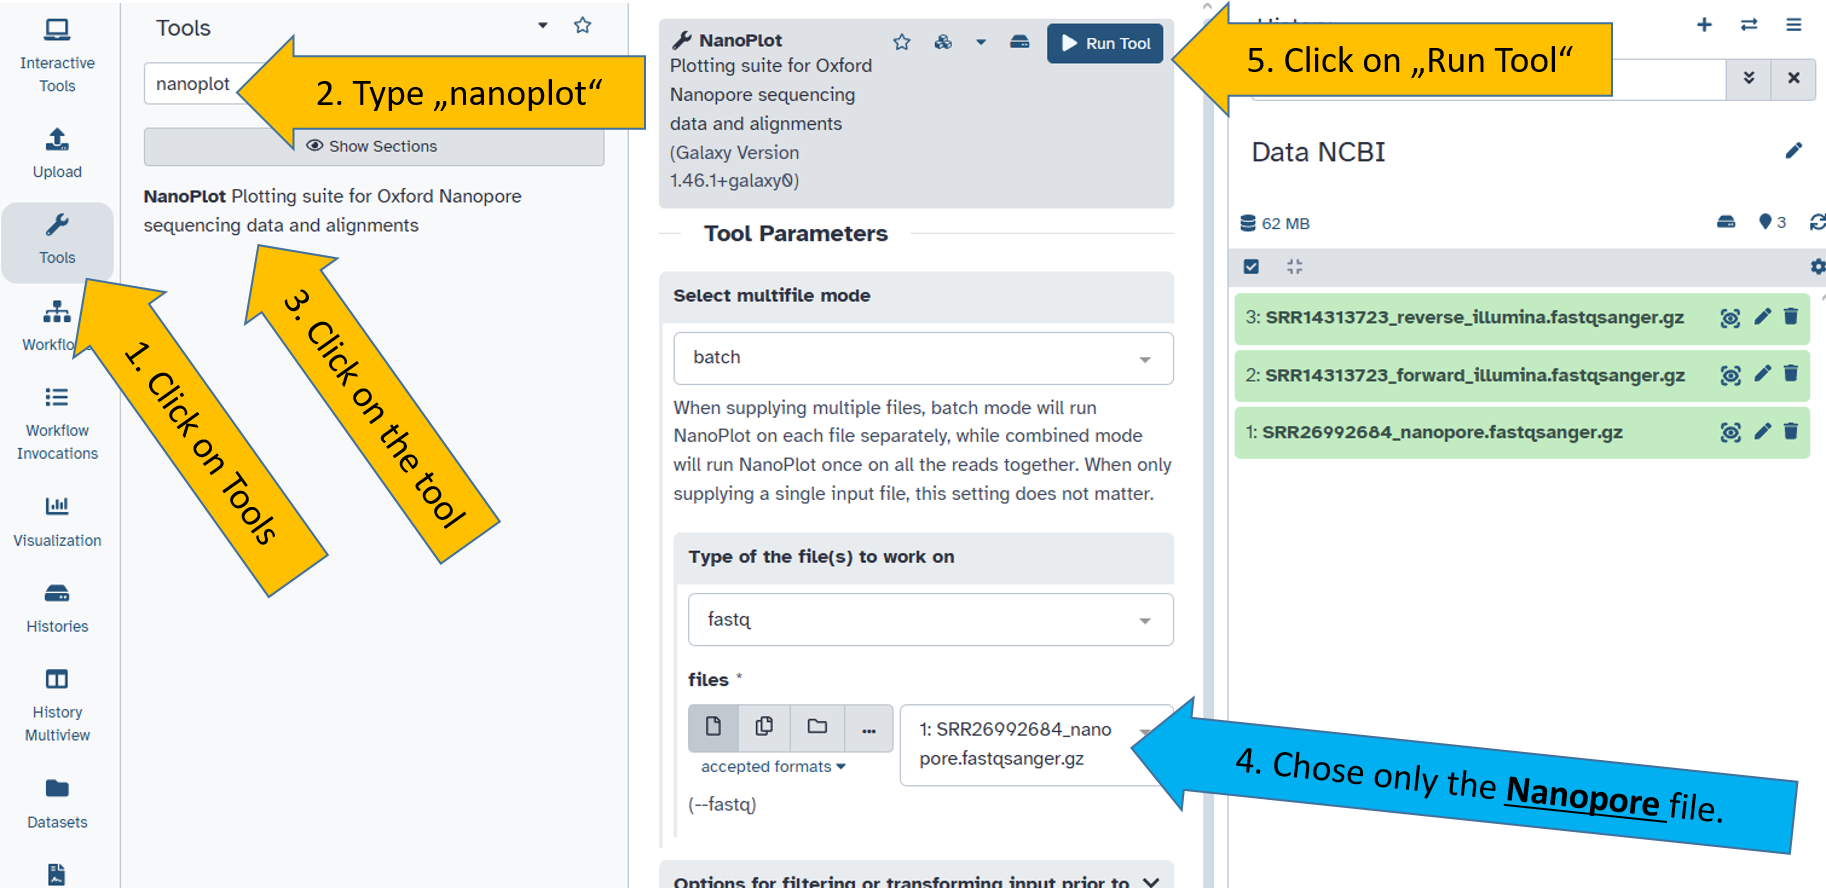 Interactive
Tools
Upload
Tools
Workflo
Workflow
Invocations
Visualization
Histories
History
Multiview
Datasets
Tools
nanoplot
Show Sections
NanoPlot Plotting suite for Oxford Nanopore
sequencing data and alignments
1. Click on Tools
2. Type „nanoplot“
3. Click on the tool
NanoPlot
Run Tool
Plotting suite for Oxford
Nanopore sequencing
data and alignments
(Galaxy Version
1.46.1+galaxy0)
Tool Parameters
Select multifile mode
batch
When supplying multiple files, batch mode will run
NanoPlot on each file separately, while combined mode
will run NanoPlot once on all the reads together. When only
supplying a single input file, this setting does not matter.
Type of the file(s) to work on
fastq
files *
...
1: SRR26992684_nano
pore.fastqsanger.gz
accepted formats
(--fastq)
Options for filtering or transforming input prior to
4. Chose only the Nanopore file.
5. Click on „Run Tool“
Data NCBI
62 MB
3
3: SRR14313723_reverse_illumina.fastqsanger.gz
2: SRR14313723_forward_illumina.fastqsanger.gz
1: SRR26992684_nanopore.fastqsanger.gz